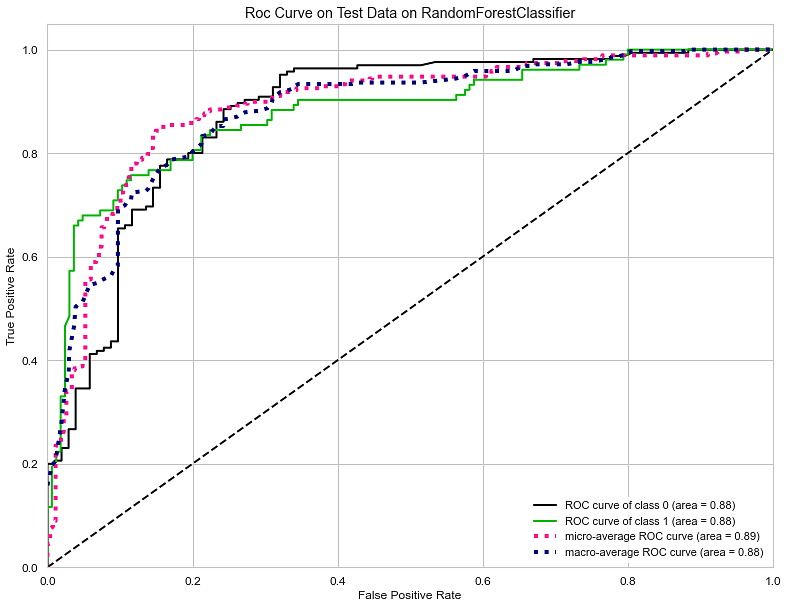 Roc Curve on Test Data on RandomForestClassifier
1.0
0.8
0.6
0.4
0.2
0.0
True Positive Rate
ROC curve of class 0 (area = 0.88)
ROC curve of class 1 (area = 0.88)
micro-average ROC curve (area = 0.89)
macro-average ROC curve (area = 0.88)
0.0 0.2 0.4 0.6 0.8 1.0
False Positive Rate